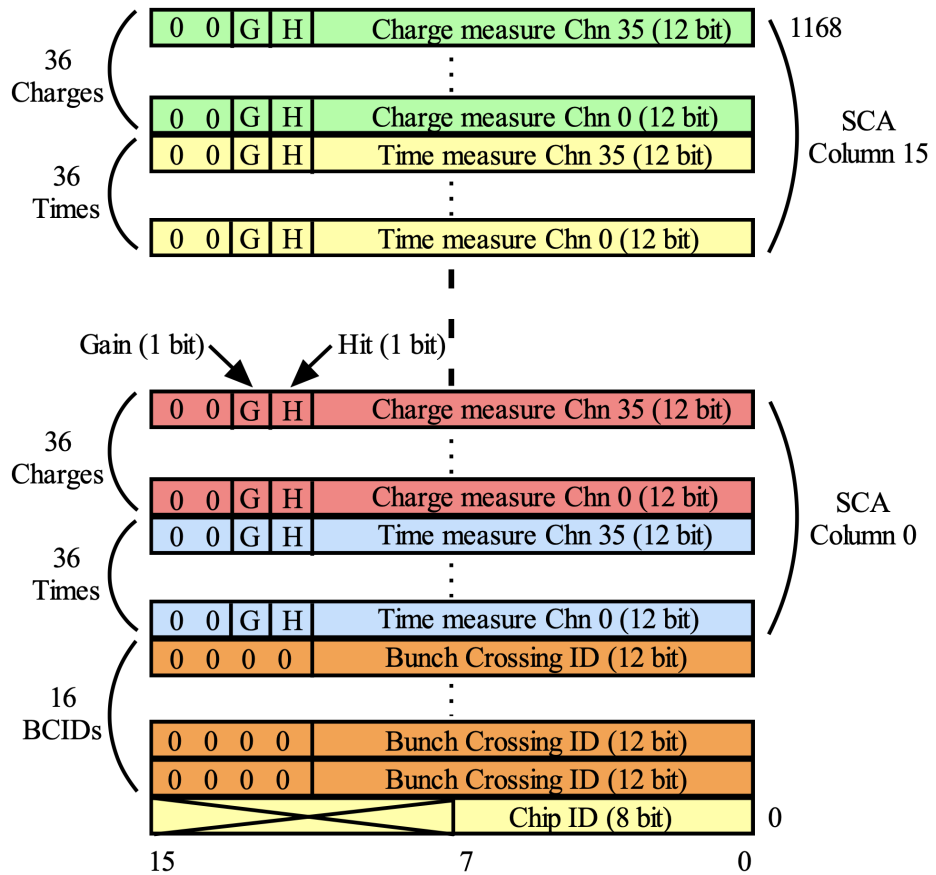 0 0 G H Charge measure Chn 35 (12 bit) 1168
36
Charges
0 0 G H Charge measure Chn 0 (12 bit)
SCA
Column 15
0 0 G H Time measure Chn 35 (12 bit)
36
Times
0 0 G H Time measure Chn 0 (12 bit)
Gain (1 bit) Hit (1 bit)
0 0 G H Charge measure Chn 35 (12 bit)
36
Charges
0 0 G H Charge measure Chn 0 (12 bit)
SCA
Column 0
0 0 G H Time measure Chn 35 (12 bit)
36
Times
0 0 G H Time measure Chn 0 (12 bit)
0 0 0 0 Bunch Crossing ID (12 bit)
16
BCIDs
0 0 0 0 Bunch Crossing ID (12 bit)
0 0 0 0 Bunch Crossing ID (12 bit)
Chip ID (8 bit) 0
15 7 0